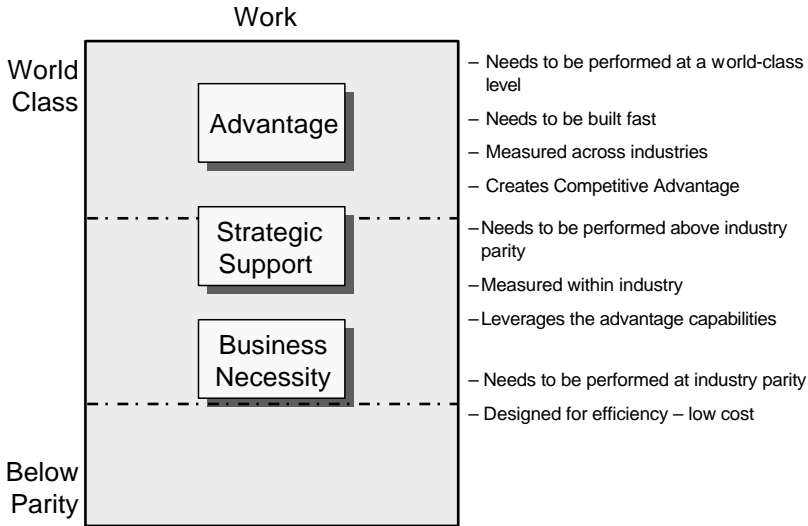 Work
World
Class
Advantage
– Needs to be performed at a world-class
level
– Needs to be built fast
– Measured across industries
– Creates Competitive Advantage
Strategic
Support
– Needs to be performed above industry
parity
– Measured within industry
– Leverages the advantage capabilities
Business
Necessity
– Needs to be performed at industry parity
– Designed for efficiency – low cost
Below
Parity